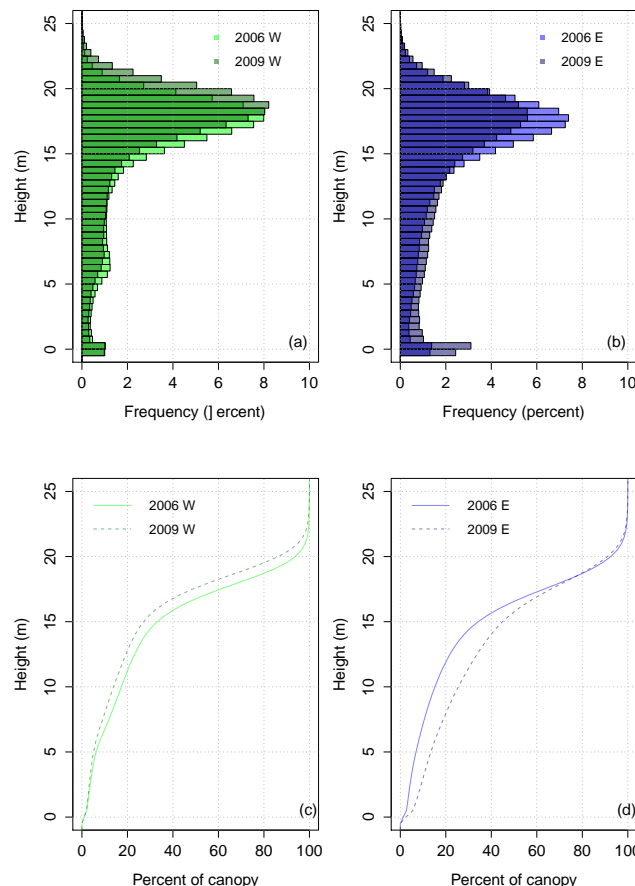 25
20
15
10
5
0
Height (m)
2006 W
2009 W
(a)
0 2 4 6 8 10
Frequency (] ercent)
25
20
15
10
5
0
Height (m)
2006 E
2009 E
(b)
0 2 4 6 8 10
Frequency (percent)
25
20
15
10
5
0
Height (m)
2006 W
2009 W
(c)
0 20 40 60 80 100
Percent of canopy
25
20
15
10
5
0
Height (m)
2006 E
2009 E
(d)
0 20 40 60 80 100
Percent of canopy